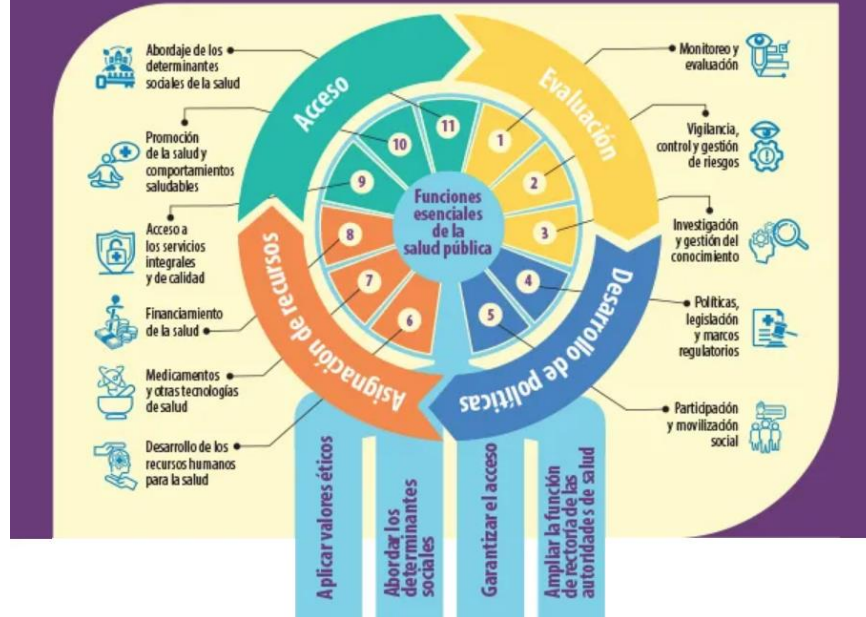 Abordaje de los
determinantes
sociales de la salud
Promoción
de la salud y
comportamientos
saludables
Acceso a
los servicios
integrales
y de calidad
Financiamiento
de la salud
Medicamentos
y otras tecnologías
de salud
Desarrollo de los
recursos humanos
para la salud
Acceso
Evaluación
Desarrollo de políticas
Asignación de recursos
11
1
10
2
9
3
8
4
7
5
6
Funciones
esenciales
de la
salud pública
Monitoreo y
evaluación
Vigilancia,
control y gestión
de riesgos
Investigación
y gestión del
conocimiento
Políticas,
legislación
y marcos
regulatorios
Participación
y movilización
social
Aplicar valores éticos
Abordar los
determinantes
sociales
Garantizar el acceso
Ampliar la función
de rectoría de las
autoridades de salud